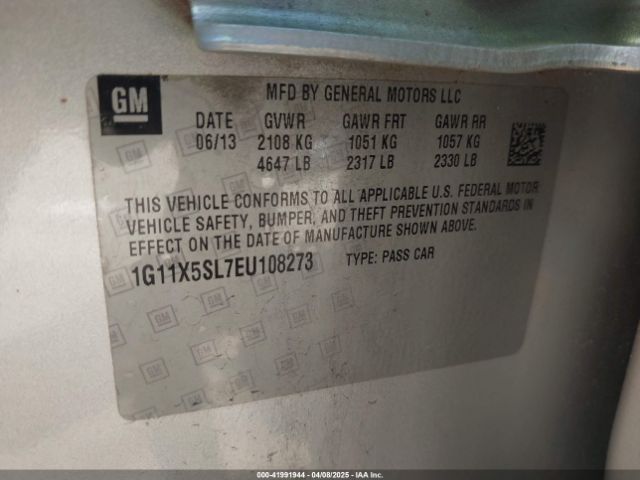 GM
MFD BY GENERAL MOTORS LLC
DATE GVWR GAWR FRT GAWR RR
06/13 2108 KG 1051 KG 1057 KG
4647 LB 2317 LB 2330 LB
THIS VEHICLE CONFORMS TO ALL APPLICABLE U.S. FEDERAL MOTOR
VEHICLE SAFETY, BUMPER, AND THEFT PREVENTION STANDARDS IN
EFFECT ON THE DATE OF MANUFACTURE SHOWN ABOVE.
1G11X5SL7EU108273 TYPE: PASS CAR
000-41991944 - 04/08/2025 - IAA Inc.